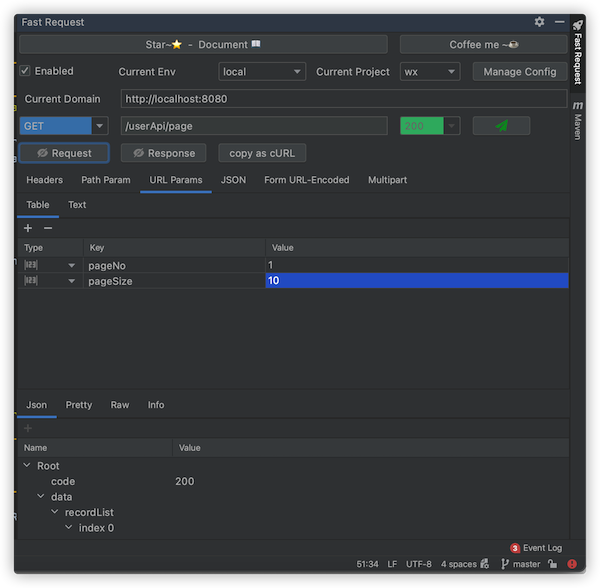 Fast Request
Star~⭐ - Document 📖
Coffee me ~☕
Enabled
Current Env
local
Current Project
wx
Manage Config
Current Domain
http://localhost:8080
GET
/userApi/page
200
Request
Response
copy as cURL
Headers
Path Param
URL Params
JSON
Form URL-Encoded
Multipart
Table
Text
Type
Key
Value
123
pageNo
1
123
pageSize
10
Json
Pretty
Raw
Info
Name
Value
Root
code
200
data
recordList
index 0
3 Event Log
51:34
LF
UTF-8
4 spaces
master
Fast Request
m Maven